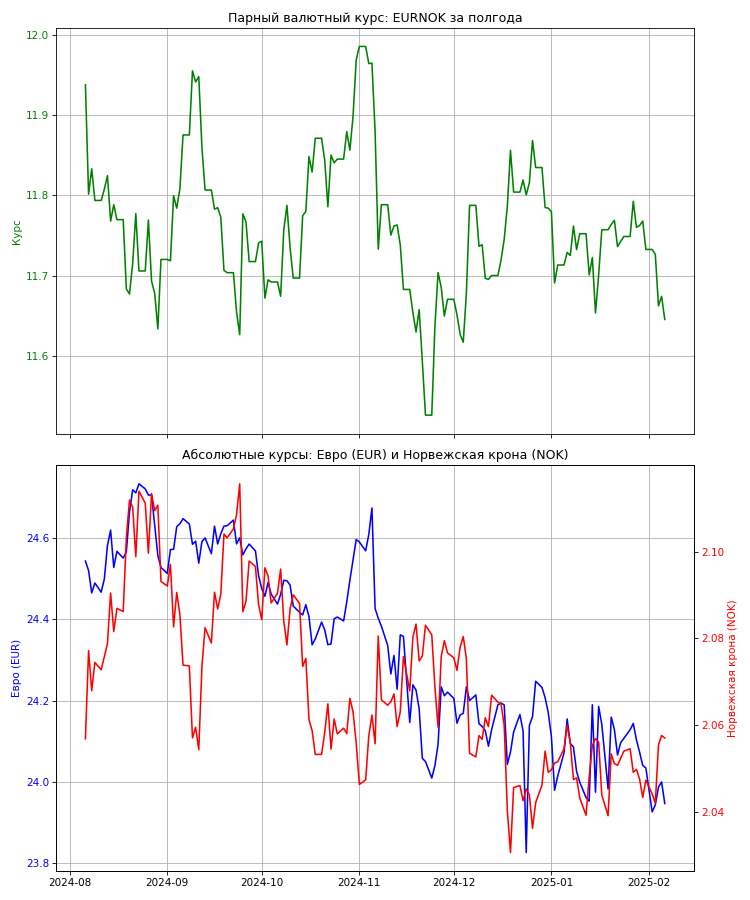 Парный валютный курс: EURNOK за полгода
12.0
11.9
11.8
11.7
11.6
Курс
Абсолютные курсы: Евро (EUR) и Норвежская крона (NOK)
24.6
24.4
24.2
24.0
23.8
Евро (EUR)
2.10
2.08
2.06
2.04
Норвежская крона (NOK)
2024-08 2024-09 2024-10 2024-11 2024-12 2025-01 2025-02